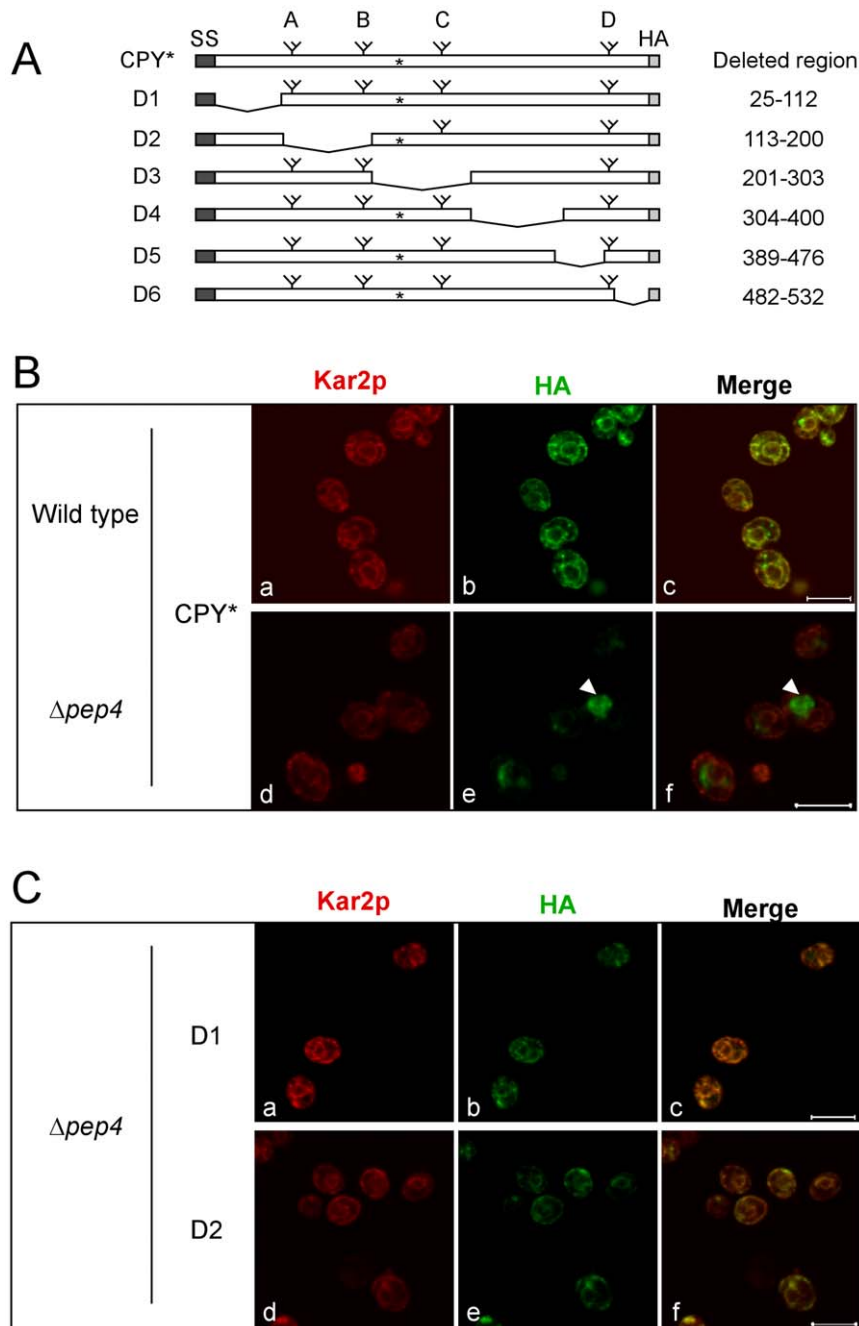 A
A B C D
SS HA
CPY* * Deleted region
D1 * 25-112
D2 * 113-200
D3 201-303
D4 * 304-400
D5 * 389-476
D6 * 482-532
B
Kar2p HA Merge
Wild type
a b c
CPY*
Δpep4
d e f
C
Kar2p HA Merge
D1
a b c
Δpep4
D2
d e f